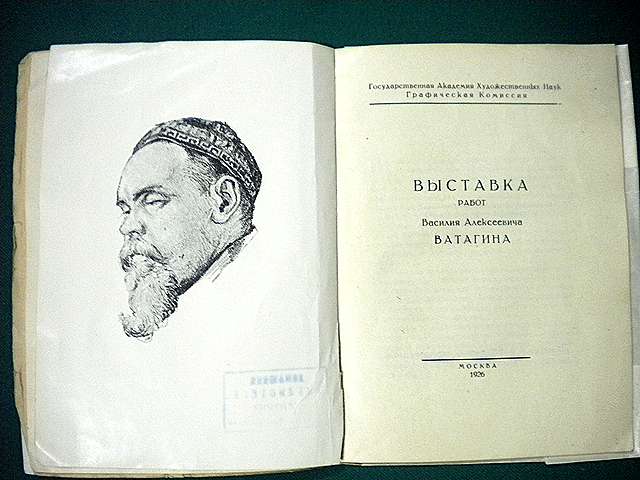 Государственная Академия Художественных Наук
Графическая Комиссия
ВЫСТАВКА
РАБОТ
Василия Алексеевича
ВАТАГИНА
МОСКВА
1926